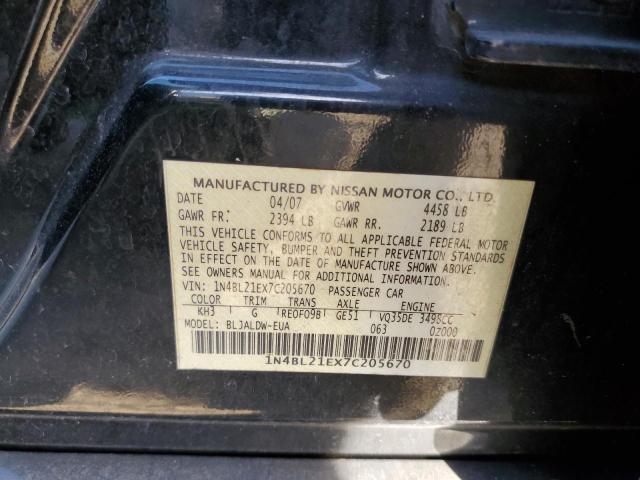 MANUFACTURED BY NISSAN MOTOR CO., LTD.
DATE 04/07 GVWR 4458 LB
GAWR FR: 2394 LB GAWR RR. 2189 LB
THIS VEHICLE CONFORMS TO ALL APPLICABLE FEDERAL MOTOR
VEHICLE SAFETY, BUMPER AND THEFT PREVENTION STANDARDS
IN EFFECT ON THE DATE OF MANUFACTURE SHOWN ABOVE.
SEE OWNERS MANUAL FOR ADDITIONAL INFORMATION
VIN: 1N4BL21EX7C205670 PASSENGER CAR
COLOR TRIM TRANS AXLE ENGINE
KH3 G RE0F09B GE51 VQ35DE 3498CC
MODEL: BLJALDW-EUA 063 0Z000
1N4BL21EX7C205670